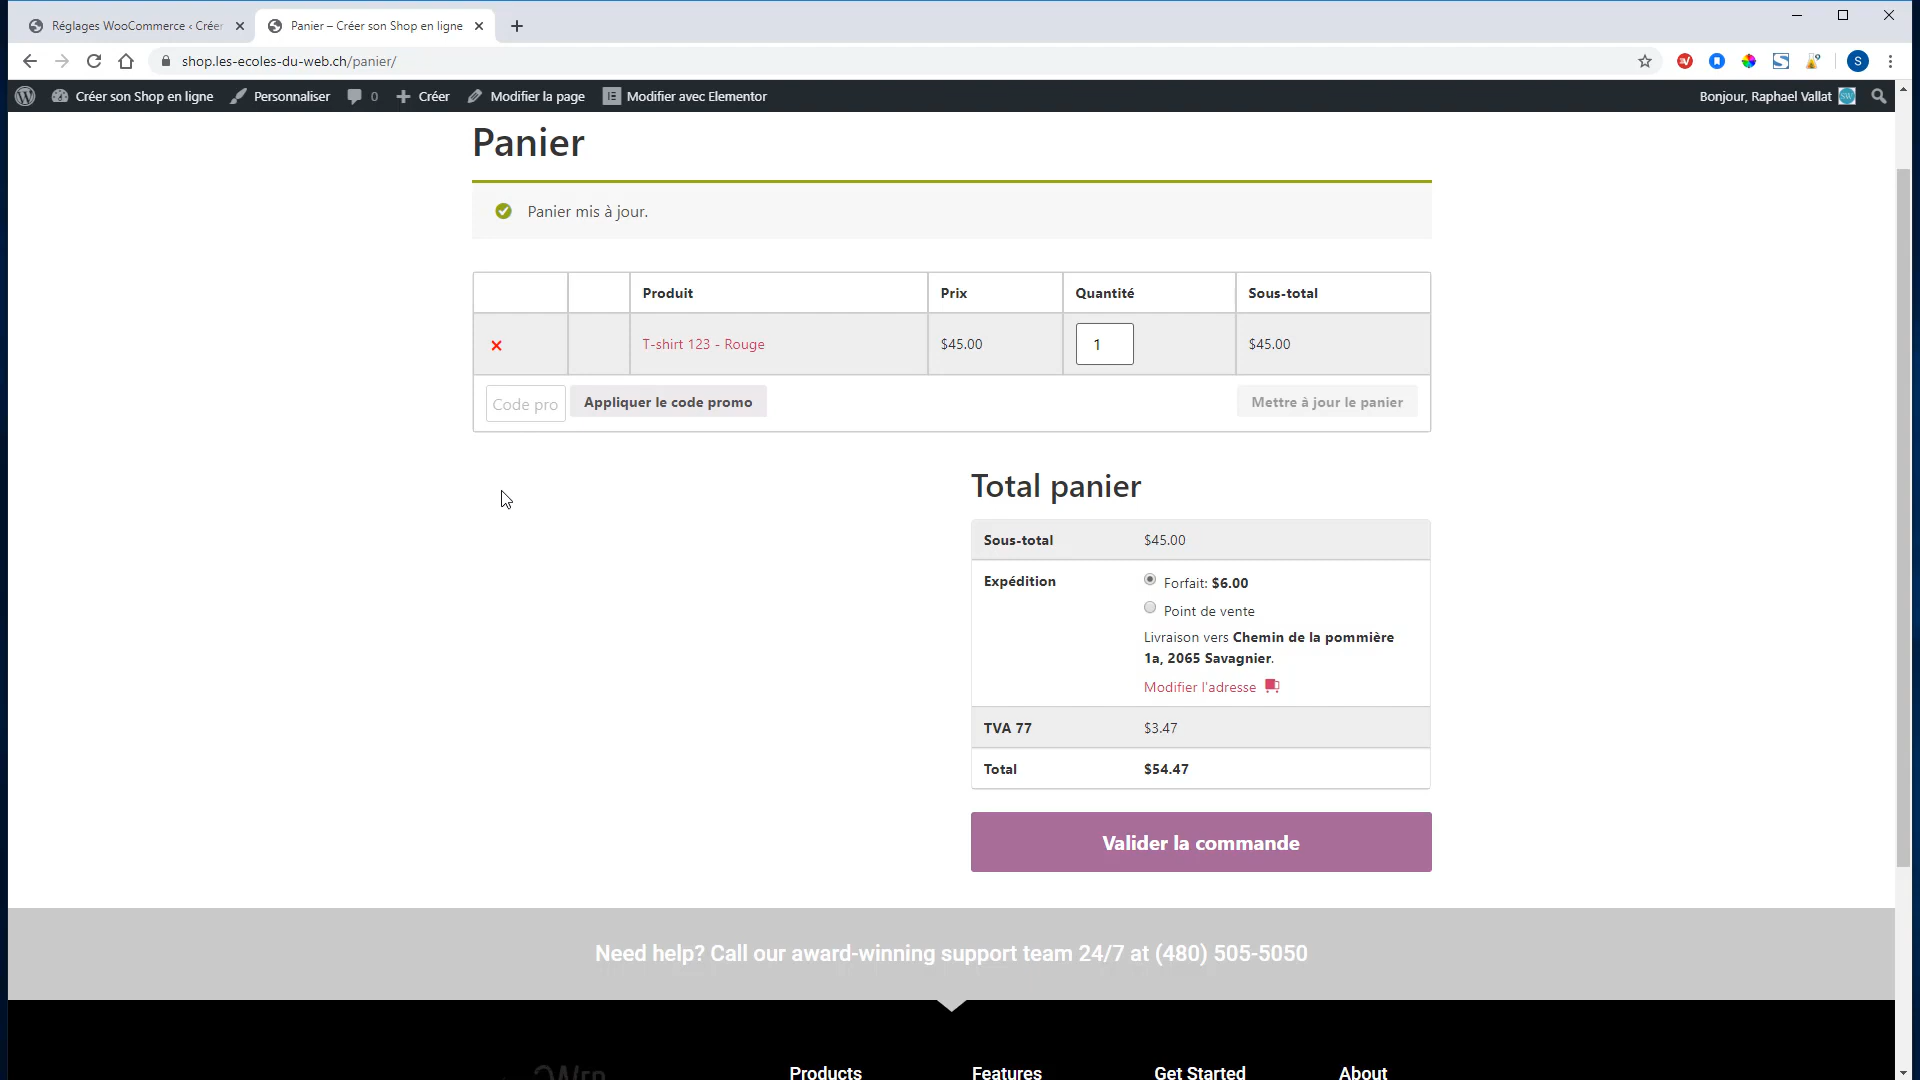 Réglages WooCommerce ‹ Créer
Panier – Créer son Shop en ligne
shop.les-ecoles-du-web.ch/panier/
S
Créer son Shop en ligne
Personnaliser
0
Créer
Modifier la page
Modifier avec Elementor
Bonjour, Raphael Vallat
Panier
Panier mis à jour.
Produit Prix Quantité Sous-total
T-shirt 123 - Rouge $45.00 1 $45.00
Code pro Appliquer le code promo Mettre à jour le panier
Total panier
Sous-total $45.00
Expédition Forfait: $6.00
Point de vente
Livraison vers Chemin de la pommière
1a, 2065 Savagnier.
Modifier l'adresse
TVA 77 $3.47
Total $54.47
Valider la commande
Need help? Call our award-winning support team 24/7 at (480) 505-5050
Products Features Get Started About